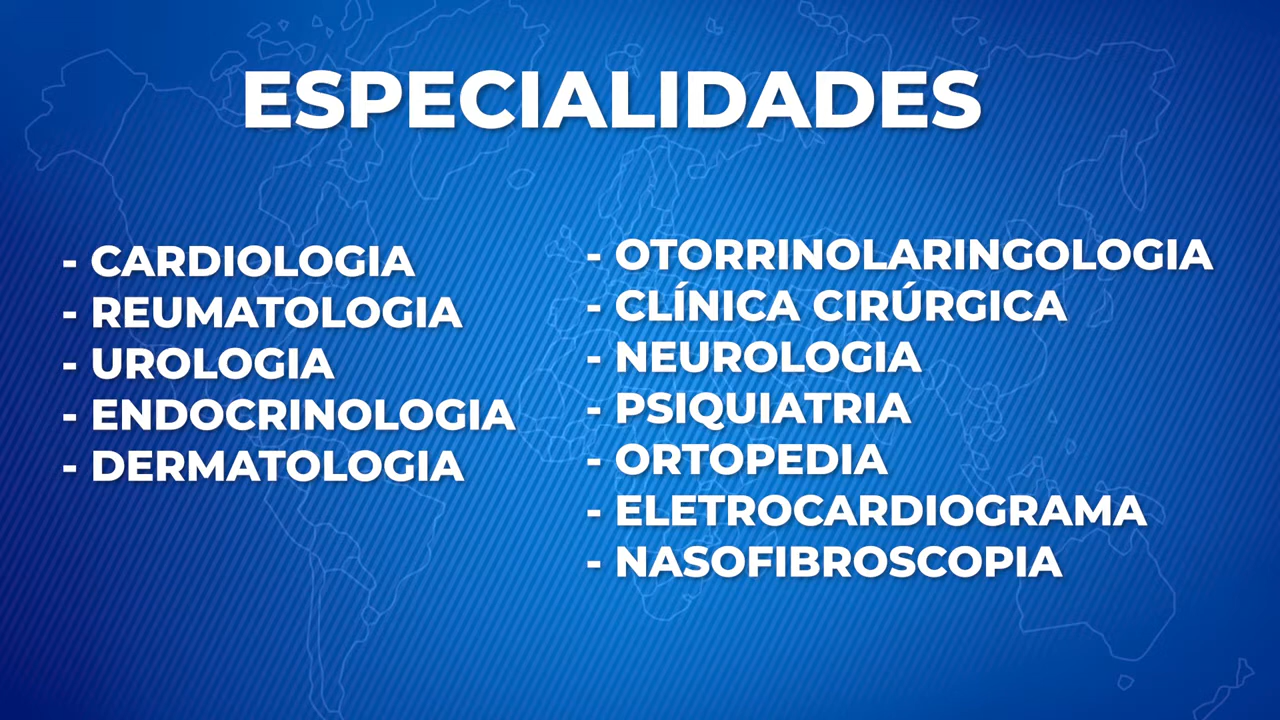 ESPECIALIDADES
- CARDIOLOGIA
- REUMATOLOGIA
- UROLOGIA
- ENDOCRINOLOGIA
- DERMATOLOGIA
- OTORRINOLARINGOLOGIA
- CLÍNICA CIRÚRGICA
- NEUROLOGIA
- PSIQUIATRIA
- ORTOPEDIA
- ELETROCARDIOGRAMA
- NASOFIBROSCOPIA